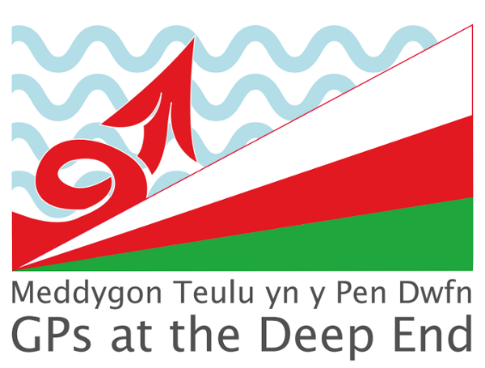 Meddygon Teulu yn y Pen Dwfn
GPs at the Deep End